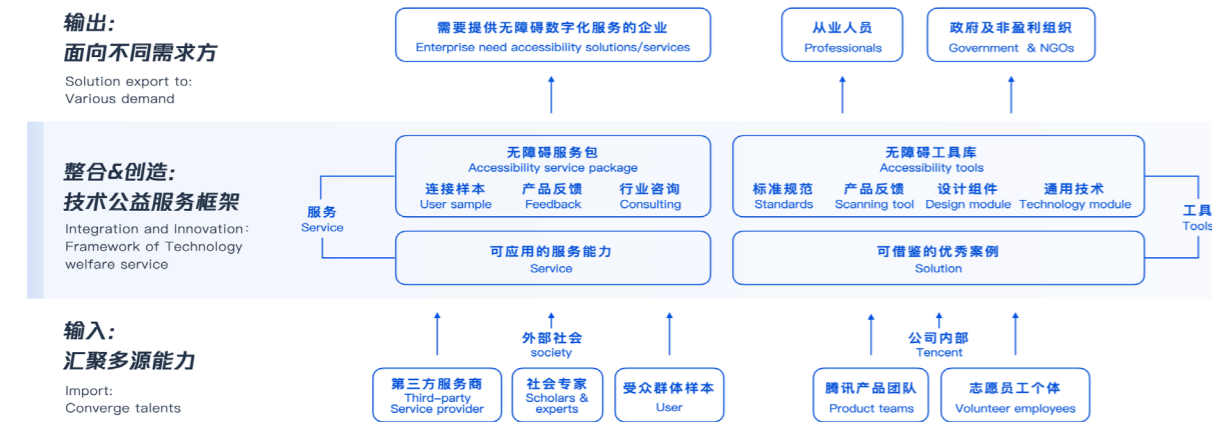 输出:
面向不同需求方
Solution export to:
Various demand
需要提供无障碍数字化服务的企业
Enterprise need accessibility solutions/services
从业人员
Professionals
政府及非盈利组织
Government & NGOs
整合&创造:
技术公益服务框架
Integration and Innovation:
Framework of Technology
welfare service
服务
Service
无障碍服务包
Accessibility service package
连接样本
User sample
产品反馈
Feedback
行业咨询
Consulting
可应用的服务能力
Service
无障碍工具库
Accessibility tools
标准规范
Standards
产品反馈
Scanning tool
设计组件
Design module
通用技术
Technology module
可借鉴的优秀案例
Solution
工具
Tools
输入:
汇聚多源能力
Import:
Converge talents
外部社会
society
第三方服务商
Third-party
Service provider
社会专家
Scholars &
experts
受众群体样本
User
公司内部
Tencent
腾讯产品团队
Product teams
志愿员工个体
Volunteer employees